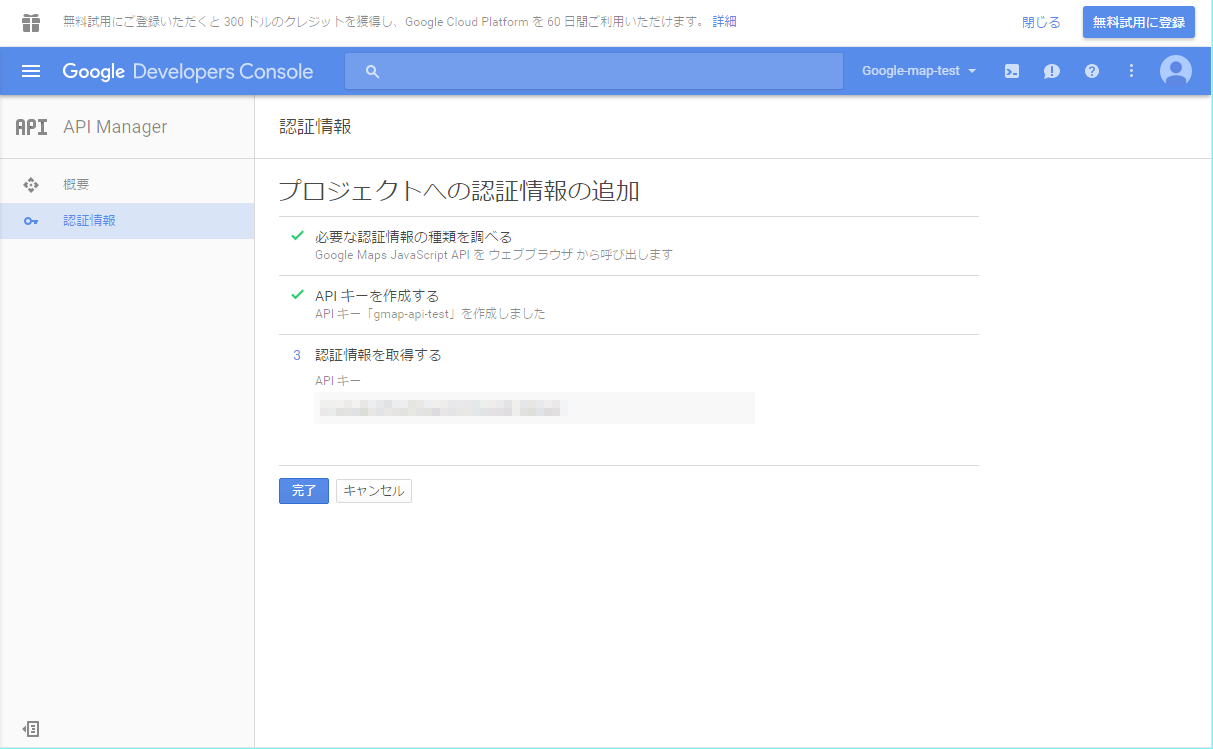 無料試用にご登録いただくと 300 ドルのクレジットを獲得し、Google Cloud Platform を 60 日間ご利用いただけます。 詳細
閉じる
無料試用に登録
Google Developers Console
Google-map-test
API API Manager
認証情報
概要
認証情報
プロジェクトへの認証情報の追加
必要な認証情報の種類を調べる
Google Maps JavaScript API を ウェブブラウザ から呼び出します
API キーを作成する
API キー「gmap-api-test」を作成しました
3 認証情報を取得する
API キー
完了
キャンセル